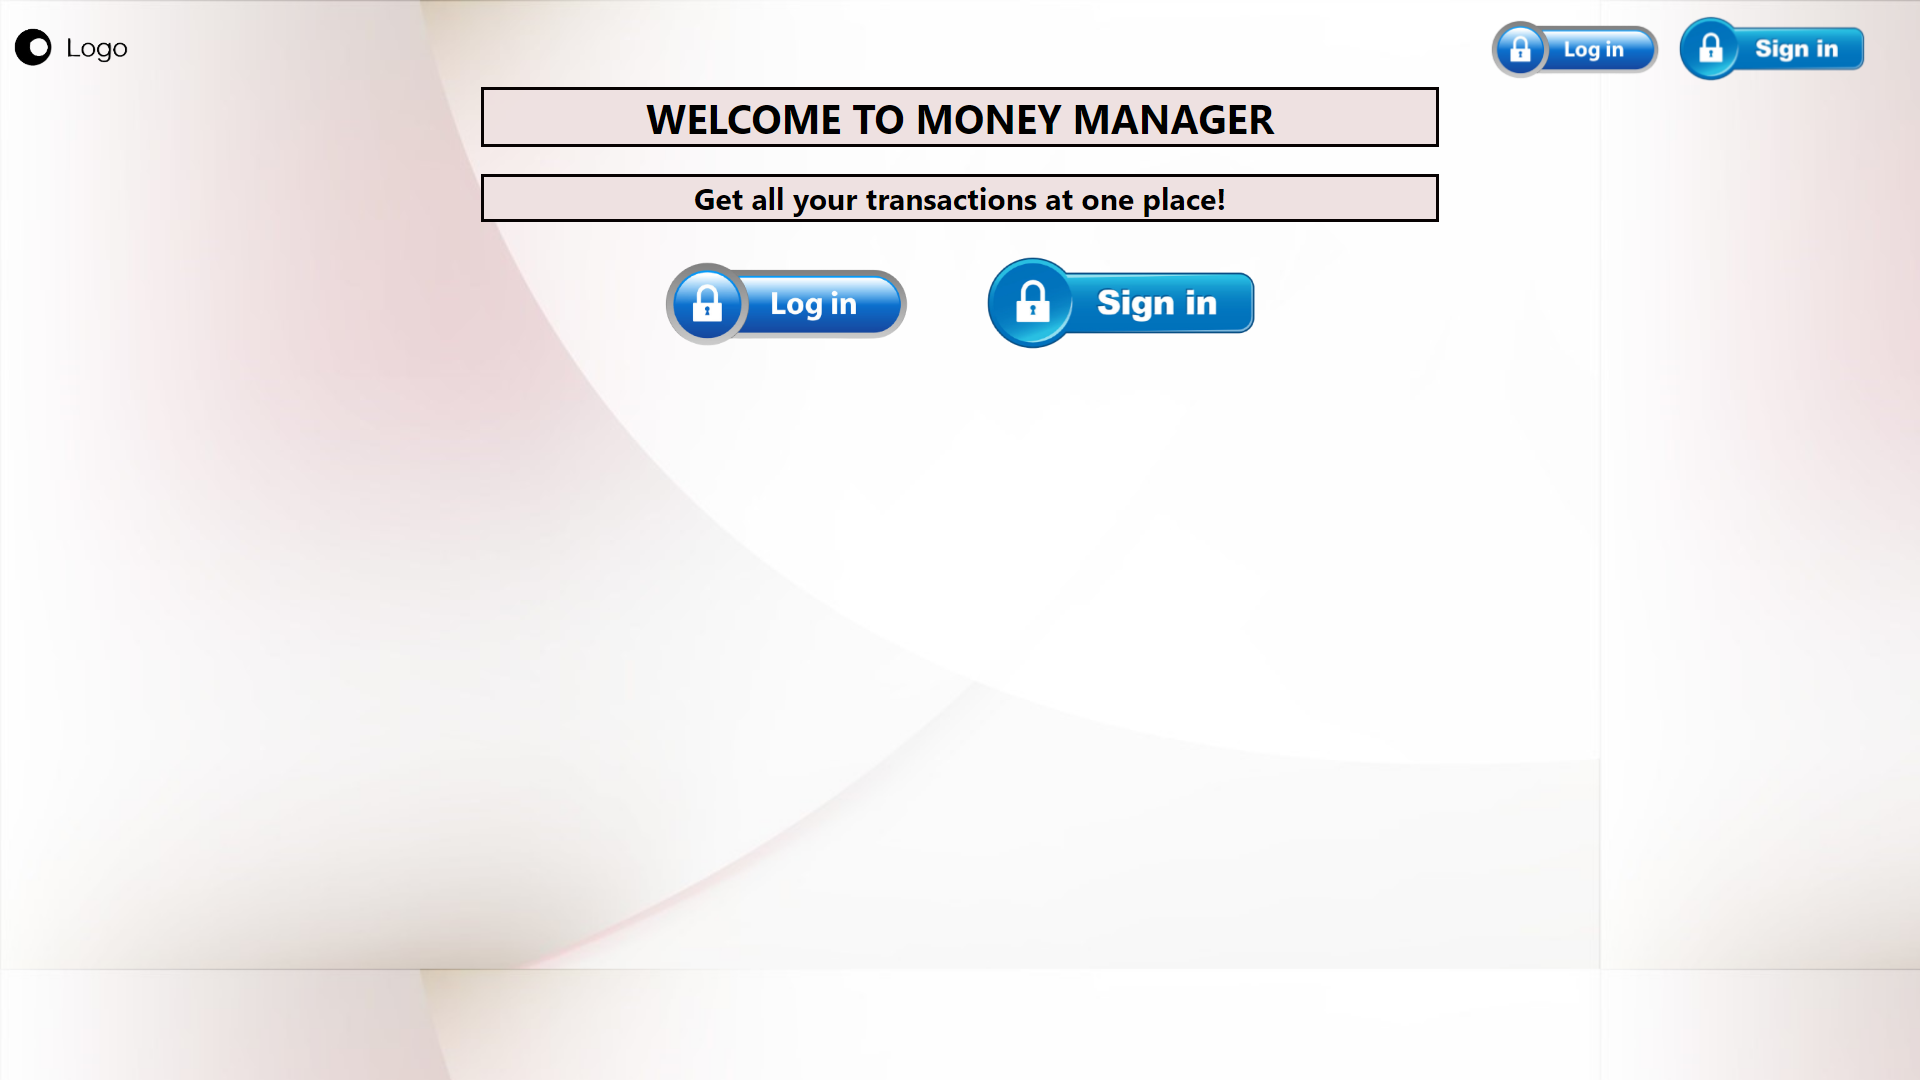 Logo
Log in
Sign in
WELCOME TO MONEY MANAGER
Get all your transactions at one place!
Log in
Sign in